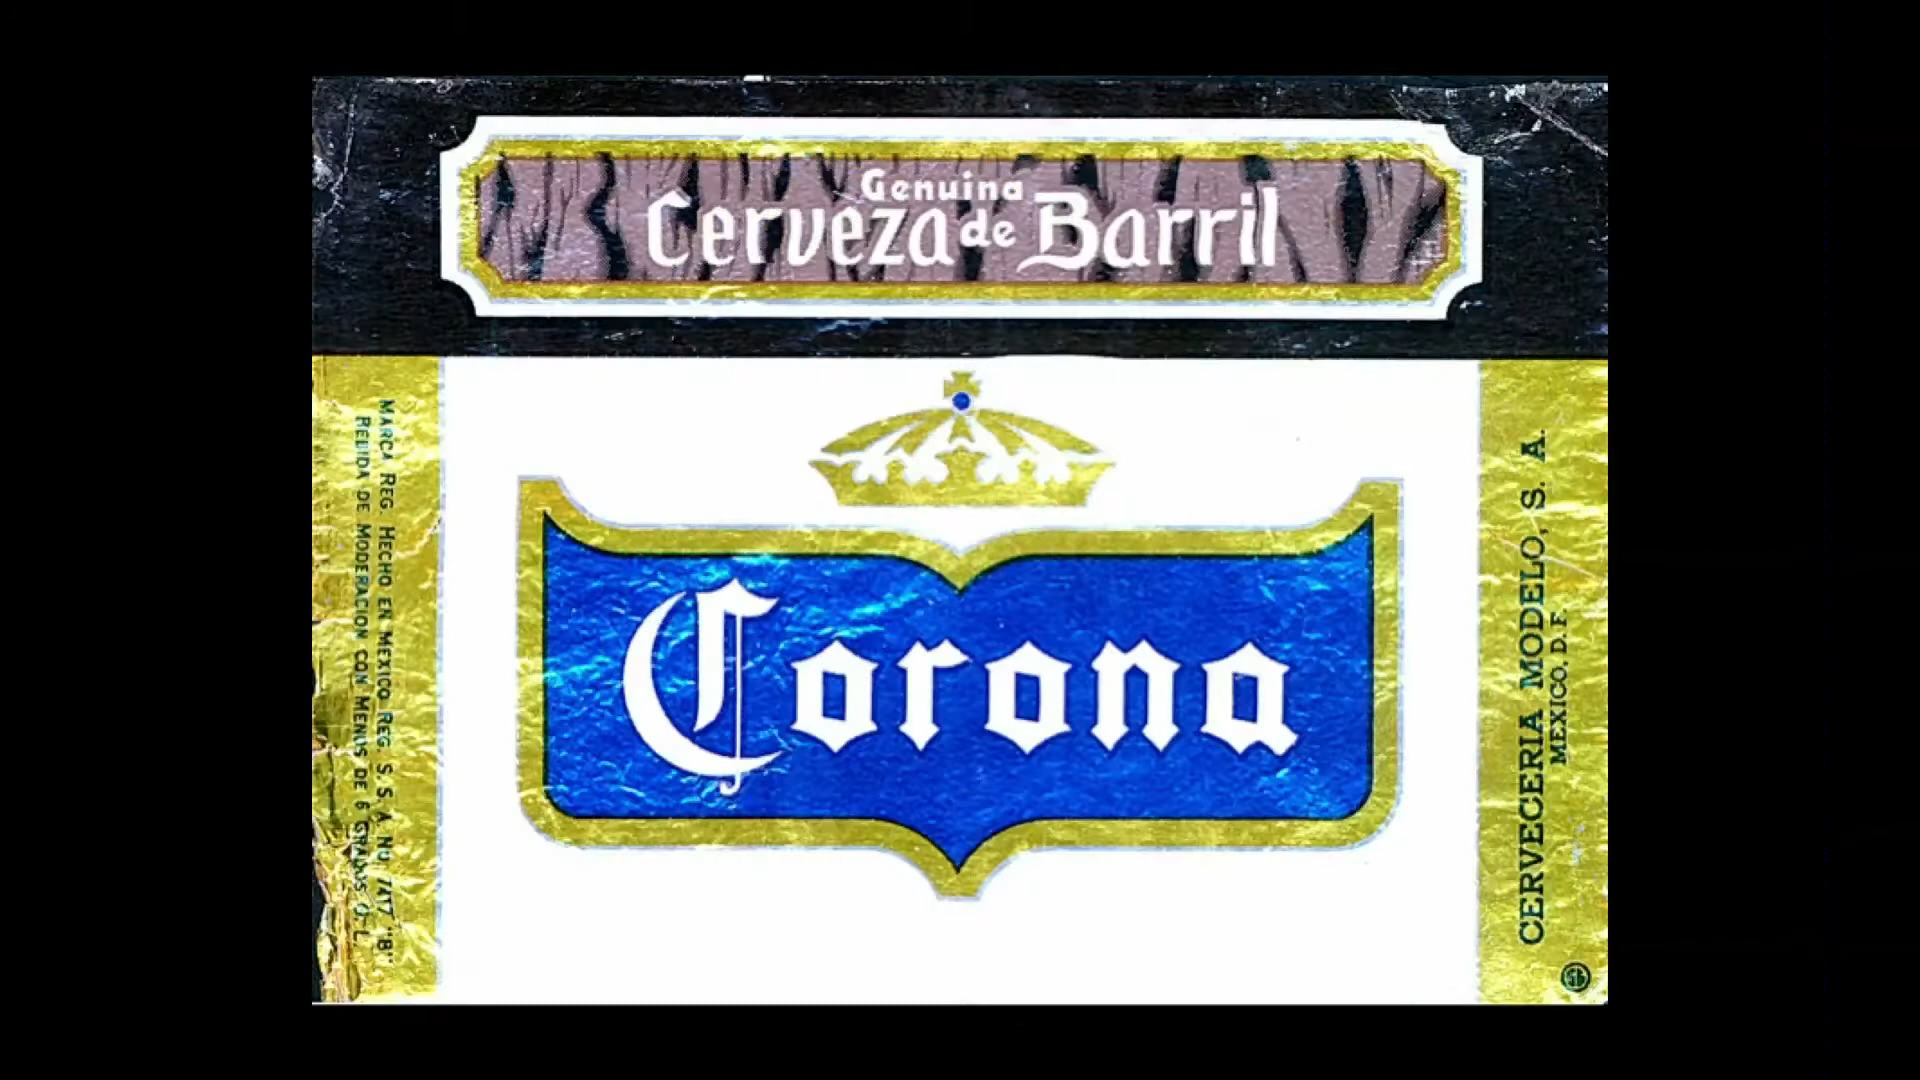 Genuina
Cerveza de Barril
Corona
MARCA REG. HECHO EN MEXICO REG. S. S. A. No. 7417 "B"
BEBIDA DE MODERACION CON MENOS DE 6 GRADOS G-L.
CERVECERIA MODELO, S. A.
MEXICO, D. F.